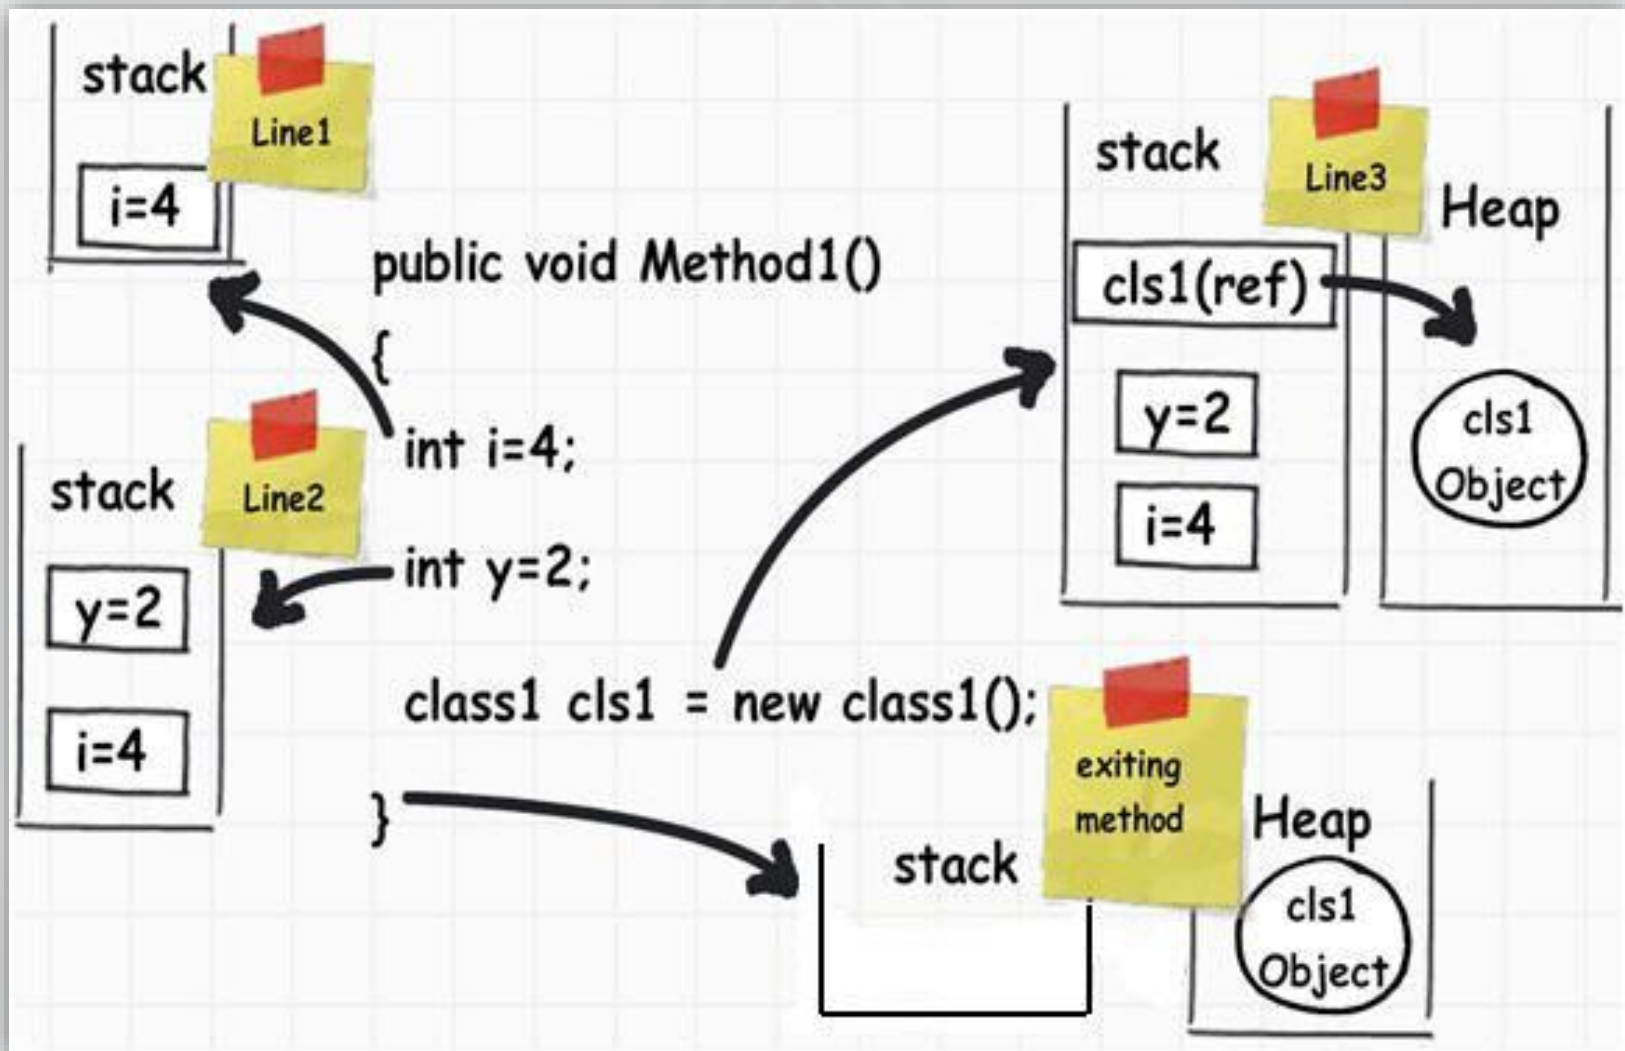 stack
Line1
i=4
public void Method1()
{
int i=4;
int y=2;
class1 cls1 = new class1();
}
stack
Line2
y=2
i=4
stack
Line3
Heap
cls1(ref)
y=2
i=4
cls1
Object
exiting
method
stack
Heap
cls1
Object